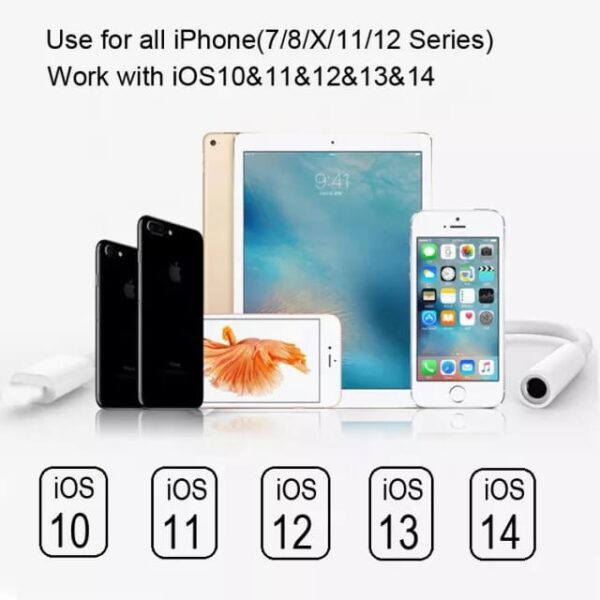 Use for all iPhone(7/8/X/11/12 Series)
Work with iOS10&11&12&13&14
9:41
iOS
10
iOS
11
iOS
12
iOS
13
iOS
14